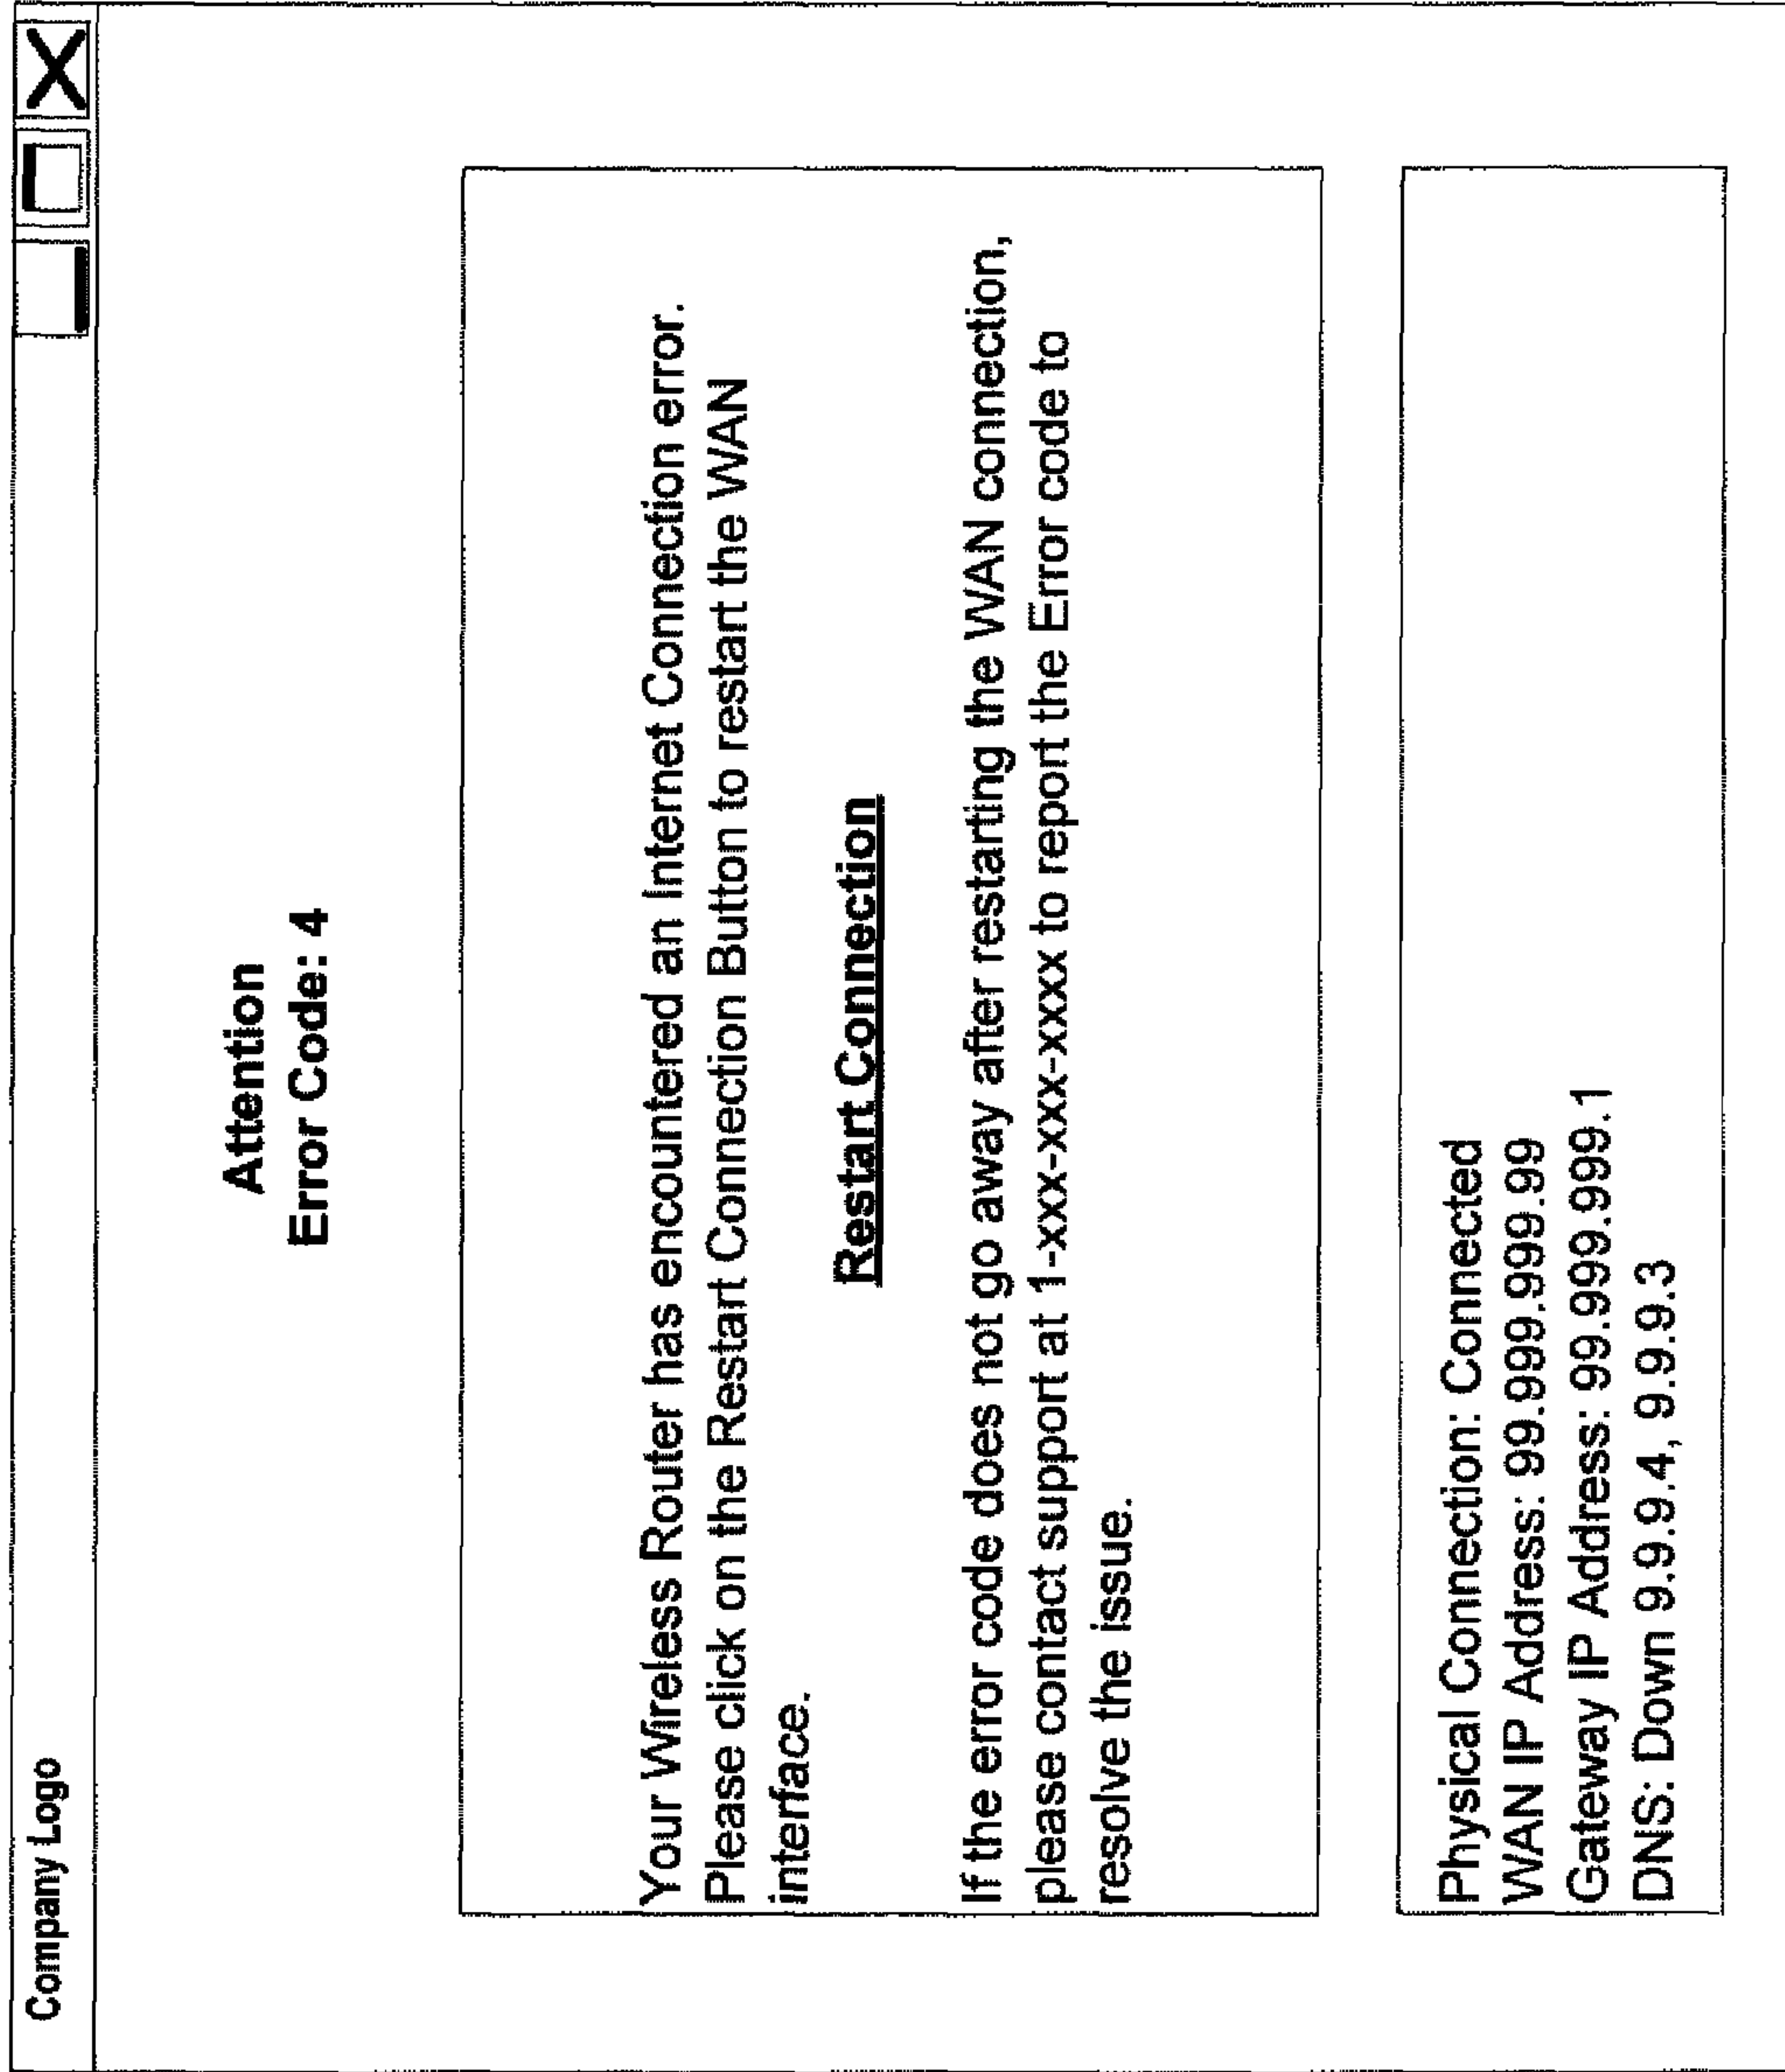 Company Logo
Attention
Error Code: 4
Your Wireless Router has encountered an Internet Connection error.
Please click on the Restart Connection Button to restart the WAN
interface.
Restart Connection
If the error code does not go away after restarting the WAN connection,
please contact support at 1-xxx-xxx-xxxx to report the Error code to
resolve the issue.
Physical Connection: Connected
WAN IP Address: 99.999.999.99
Gateway IP Address: 99.999.999.1
DNS: Down 9.9.9.4, 9.9.9.3